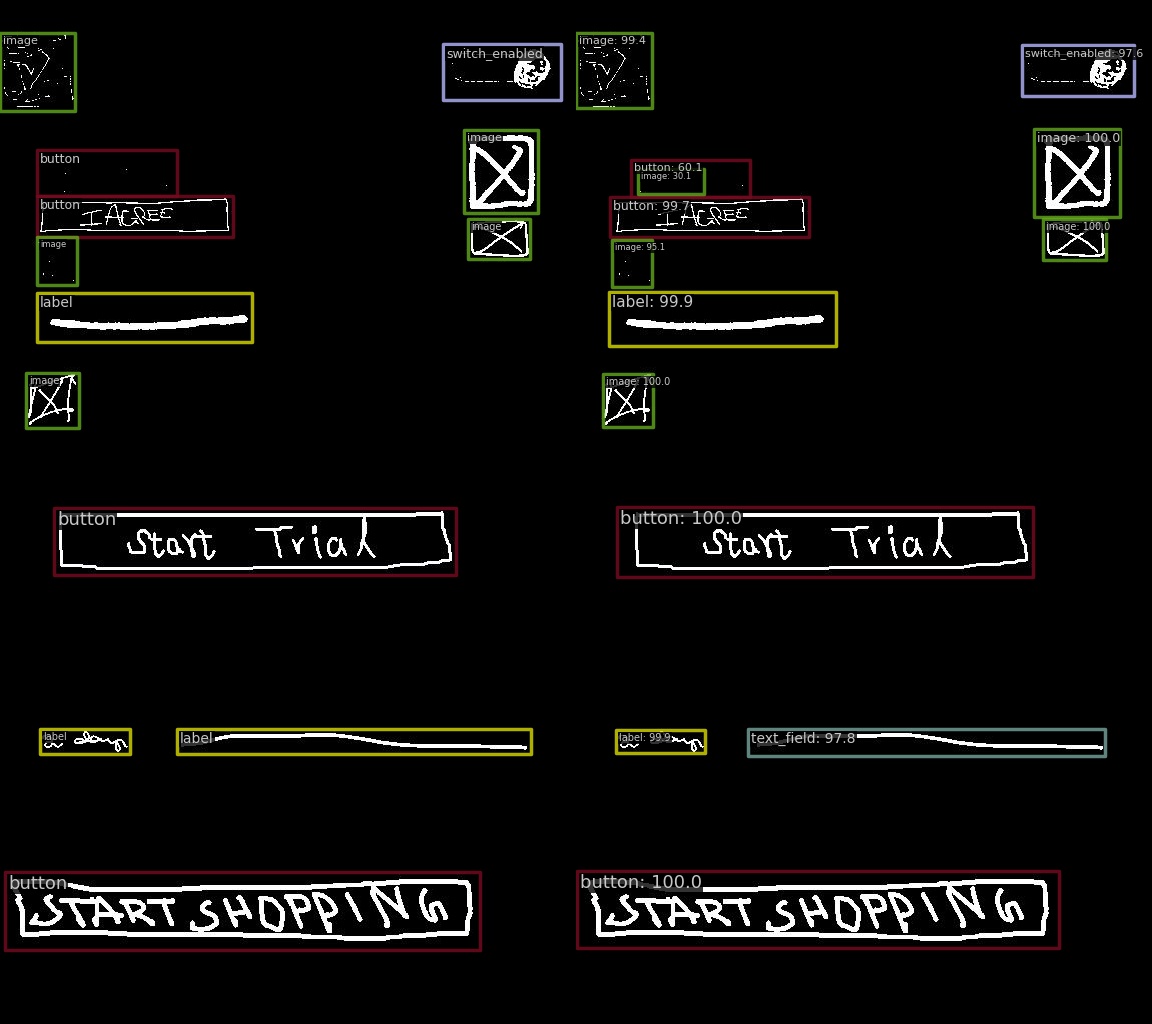 image image: 99.4
switch_enabled switch_enabled: 97.6
image image: 100.0
button button: 60.1
image: 30.1
button button: 99.7
I AGREE I AGREE
image image: 100.0
image image: 95.1
label label: 99.9
image image: 100.0
button button: 100.0
Start Trial Start Trial
label label label: 99.9 text_field: 97.8
button button: 100.0
START SHOPPING START SHOPPING